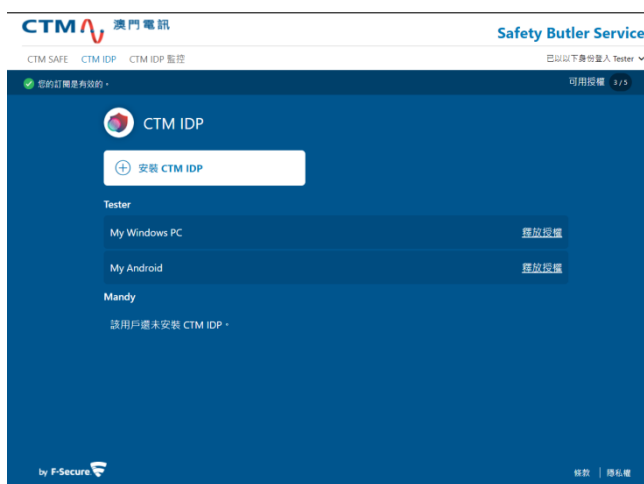 CTM 澳門電訊
Safety Butler Service
CTM SAFE CTM IDP CTM IDP 監控 已以以下身份登入 Tester
您的訂閱是有效的。 可用授權 3/5
CTM IDP
安裝 CTM IDP
Tester
My Windows PC 釋放授權
My Android 釋放授權
Mandy
該用戶還未安裝 CTM IDP。
by F-Secure 條款 | 隱私權